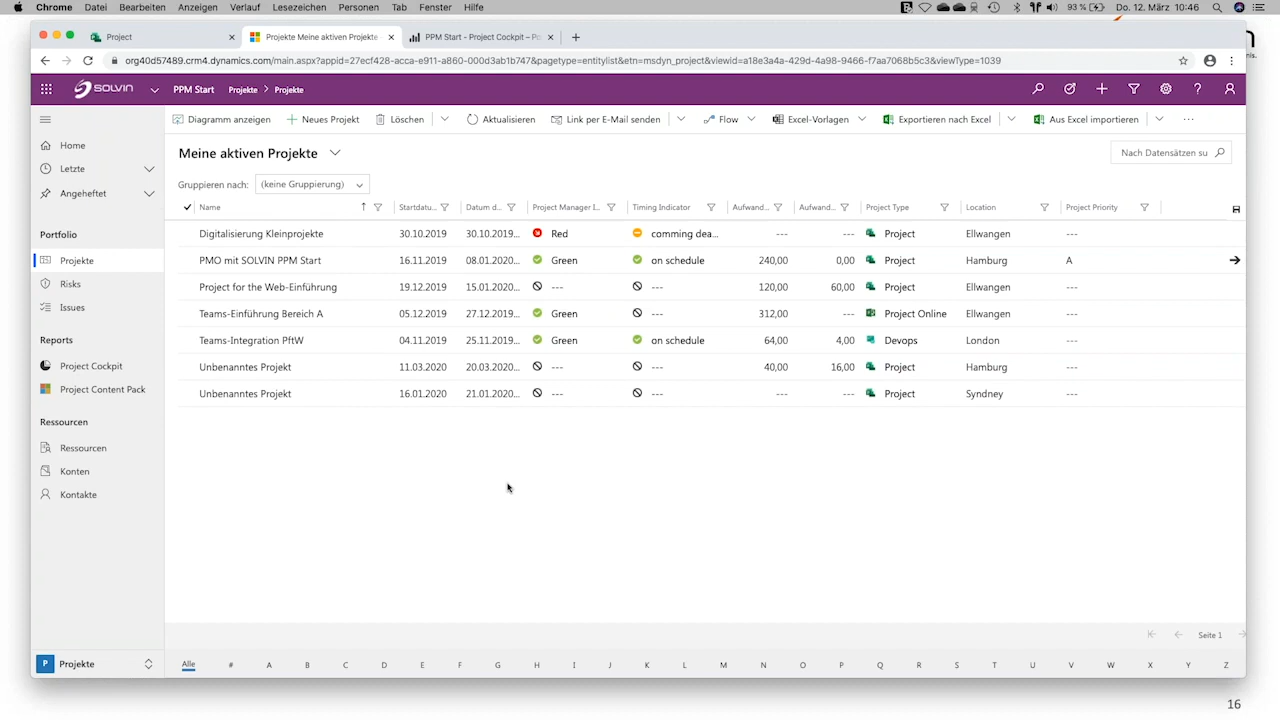 Chrome Datei Bearbeiten Anzeigen Verlauf Lesezeichen Personen Tab Fenster Hilfe 93 % Do. 12. März 10:46
Project Projekte Meine aktiven Projekte PPM Start - Project Cockpit – Po
org40d57489.crm4.dynamics.com/main.aspx?appid=27ecf428-acca-e911-a860-000d3ab1b747&pagetype=entitylist&etn=msdyn_project&viewid=a18e3a4a-429d-4a98-9466-f7aa7068b5c3&viewType=1039
SOLVIN PPM Start Projekte Projekte
Diagramm anzeigen Neues Projekt Löschen Aktualisieren Link per E-Mail senden Flow Excel-Vorlagen Exportieren nach Excel Aus Excel importieren
Home
Letzte
Angeheftet
Portfolio
Projekte
Risks
Issues
Reports
Project Cockpit
Project Content Pack
Ressourcen
Ressourcen
Konten
Kontakte
P Projekte
Meine aktiven Projekte Nach Datensätzen su
Gruppieren nach: (keine Gruppierung)
Name Startdatu... Datum d... Project Manager I... Timing Indicator Aufwand... Aufwand... Project Type Location Project Priority
Digitalisierung Kleinprojekte 30.10.2019 30.10.2019... Red comming dea... --- --- Project Ellwangen ---
PMO mit SOLVIN PPM Start 16.11.2019 08.01.2020... Green on schedule 240,00 0,00 Project Hamburg A
Project for the Web-Einführung 19.12.2019 15.01.2020... --- --- 120,00 60,00 Project Ellwangen ---
Teams-Einführung Bereich A 05.12.2019 27.12.2019... Green --- 312,00 --- Project Online Ellwangen ---
Teams-Integration PftW 04.11.2019 25.11.2019... Green on schedule 64,00 4,00 Devops London ---
Unbenanntes Projekt 11.03.2020 20.03.2020... --- --- 40,00 16,00 Project Hamburg ---
Unbenanntes Projekt 16.01.2020 21.01.2020... --- --- --- --- Project Syndney ---
Seite 1
Alle # A B C D E F G H I J K L M N O P Q R S T U V W X Y Z
16